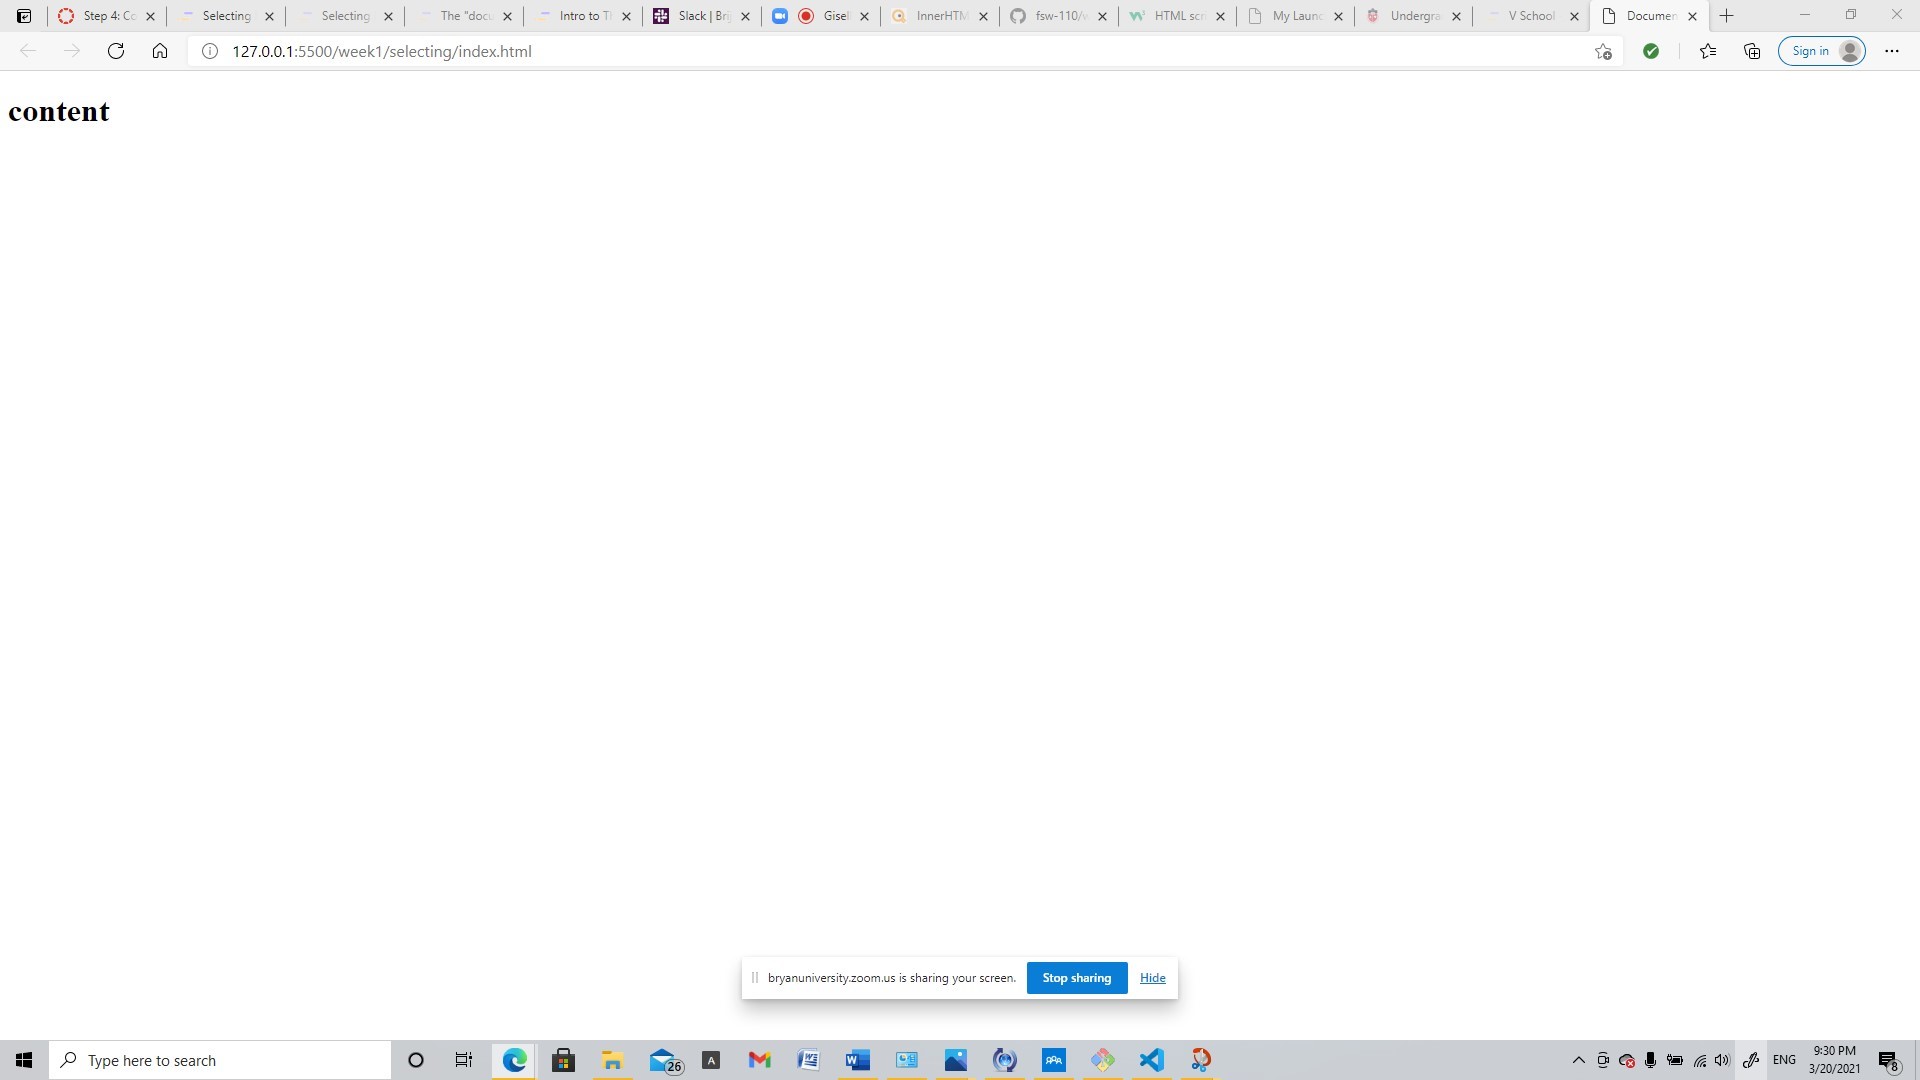 Step 4: Co
Selecting
Selecting
The "docu
Intro to Th
Slack | Bri
Gisel
InnerHTM
fsw-110/w
HTML scri
My Launc
Undergra
V School
Documen
127.0.0.1:5500/week1/selecting/index.html
Sign in
content
bryanuniversity.zoom.us is sharing your screen.
Stop sharing
Hide
Type here to search
26
A
W
ENG
9:30 PM
3/20/2021
8